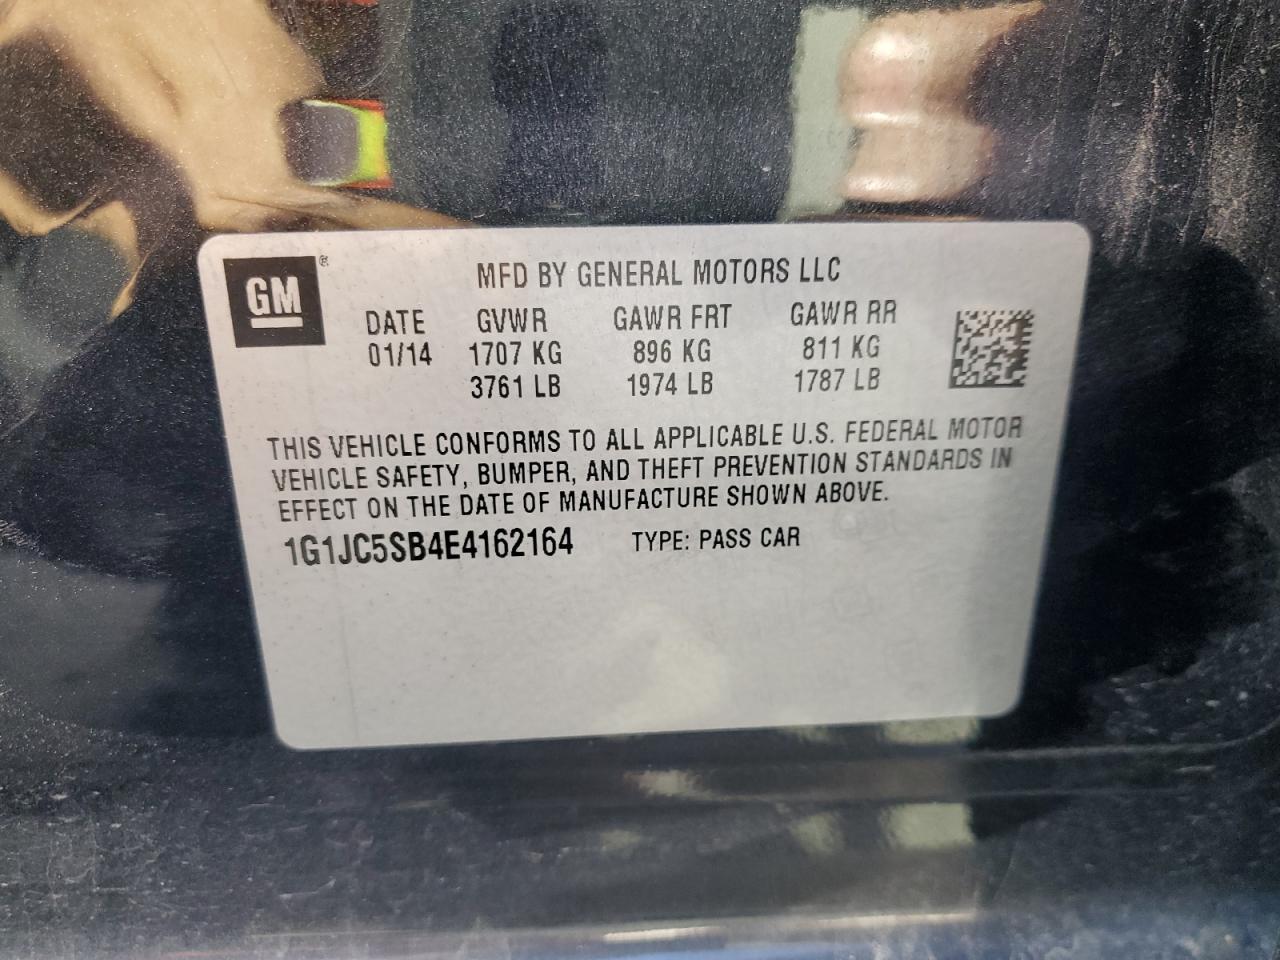 GM®
MFD BY GENERAL MOTORS LLC
DATE GVWR GAWR FRT GAWR RR
01/14 1707 KG 896 KG 811 KG
3761 LB 1974 LB 1787 LB
THIS VEHICLE CONFORMS TO ALL APPLICABLE U.S. FEDERAL MOTOR
VEHICLE SAFETY, BUMPER, AND THEFT PREVENTION STANDARDS IN
EFFECT ON THE DATE OF MANUFACTURE SHOWN ABOVE.
1G1JC5SB4E4162164 TYPE: PASS CAR